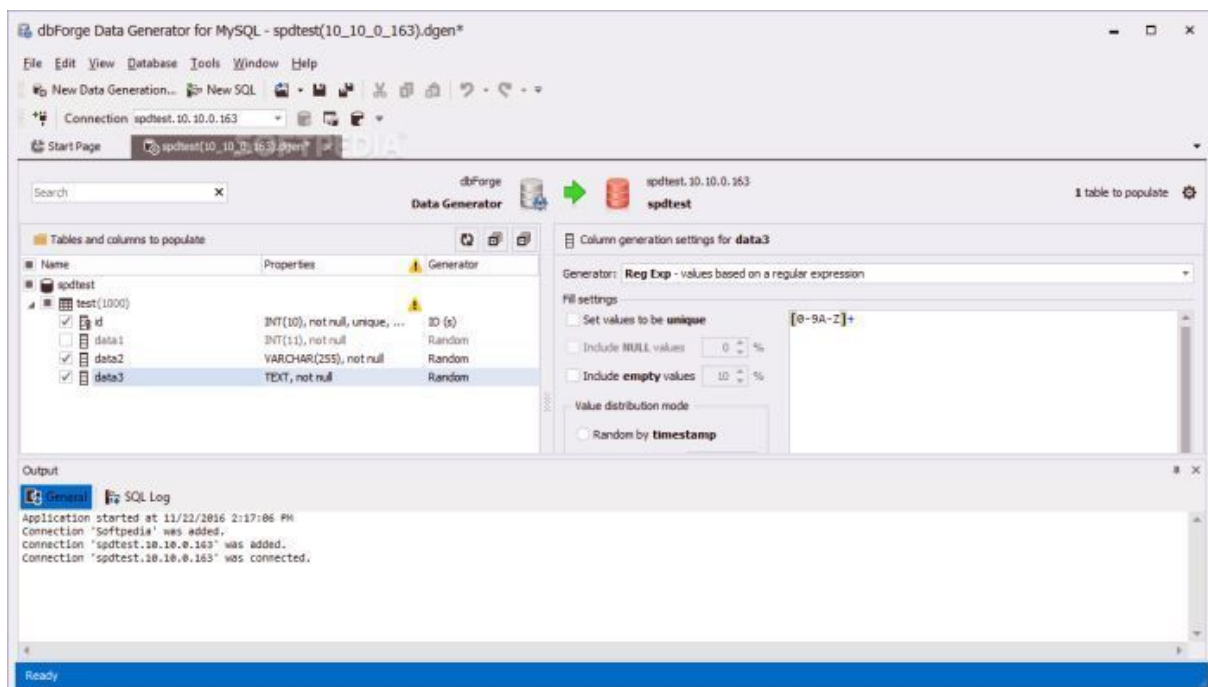 dbForge Data Generator for MySQL - spdtest(10_10_0_163).dgen*
File Edit View Database Tools Window Help
New Data Generation... New SQL
Connection spdtest.10.10.0.163
Start Page spdtest(10_10_0_163).dgen*
SOFTPEDIA
Search
dbForge
Data Generator
spdtest.10.10.0.163
spdtest
1 table to populate
Tables and columns to populate
Name Properties Generator
spdtest
test(1000)
id INT(10), not null, unique, ... ID (s)
data1 INT(11), not null Random
data2 VARCHAR(255), not null Random
data3 TEXT, not null Random
Column generation settings for data3
Generator: Reg Exp - values based on a regular expression
Fill settings
Set values to be unique
Include NULL values 0 %
Include empty values 10 %
Value distribution mode
Random by timestamp
[0-9A-Z]+
Output
General SQL Log
Application started at 11/22/2016 2:17:06 PM
Connection 'Softpedia' was added.
Connection 'spdtest.10.10.0.163' was added.
Connection 'spdtest.10.10.0.163' was connected.
Ready